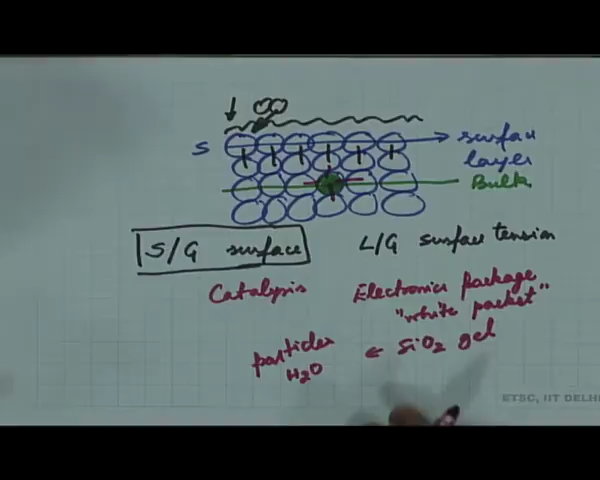 S
surface
layer
Bulk
S/G surface
L/G surface tension
Catalysis
Electronics package
"white packet"
particles ← SiO2 gel
H2O
ETSC, IIT DELHI